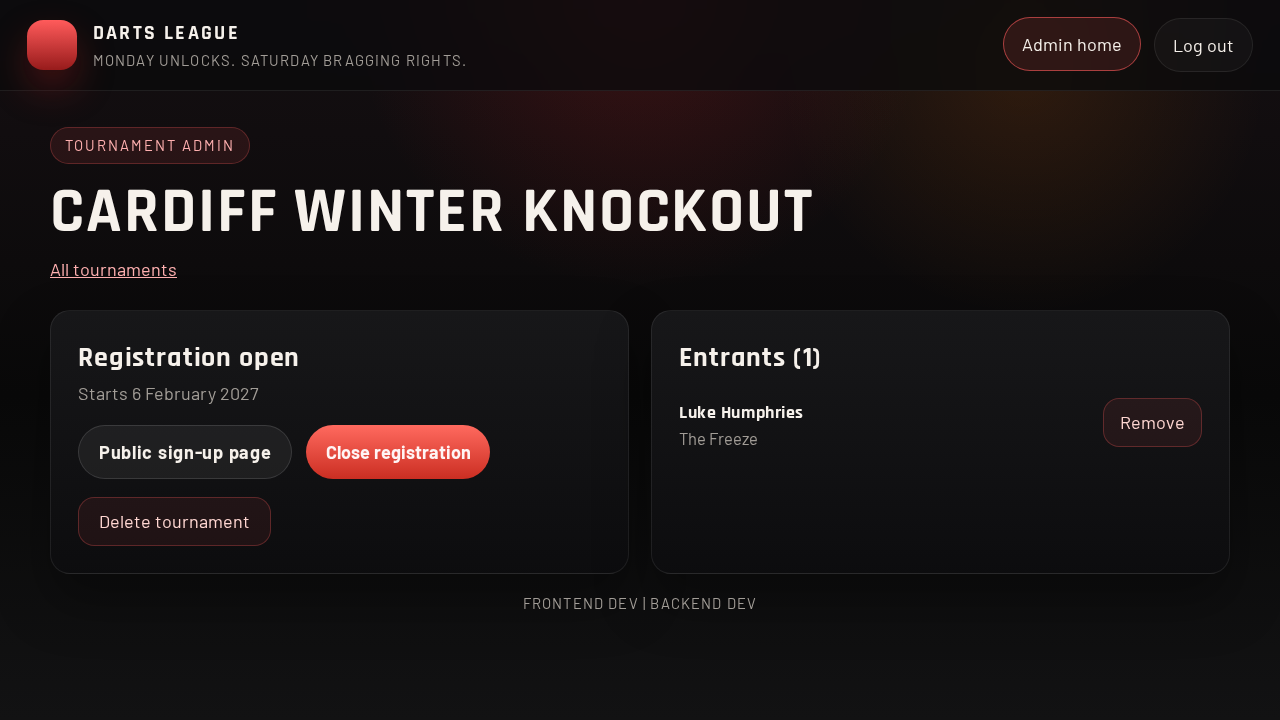 DARTS LEAGUE
MONDAY UNLOCKS. SATURDAY BRAGGING RIGHTS.
Admin home
Log out
TOURNAMENT ADMIN
CARDIFF WINTER KNOCKOUT
All tournaments
Registration open
Starts 6 February 2027
Public sign-up page
Close registration
Delete tournament
Entrants (1)
Luke Humphries
The Freeze
Remove
FRONTEND DEV | BACKEND DEV